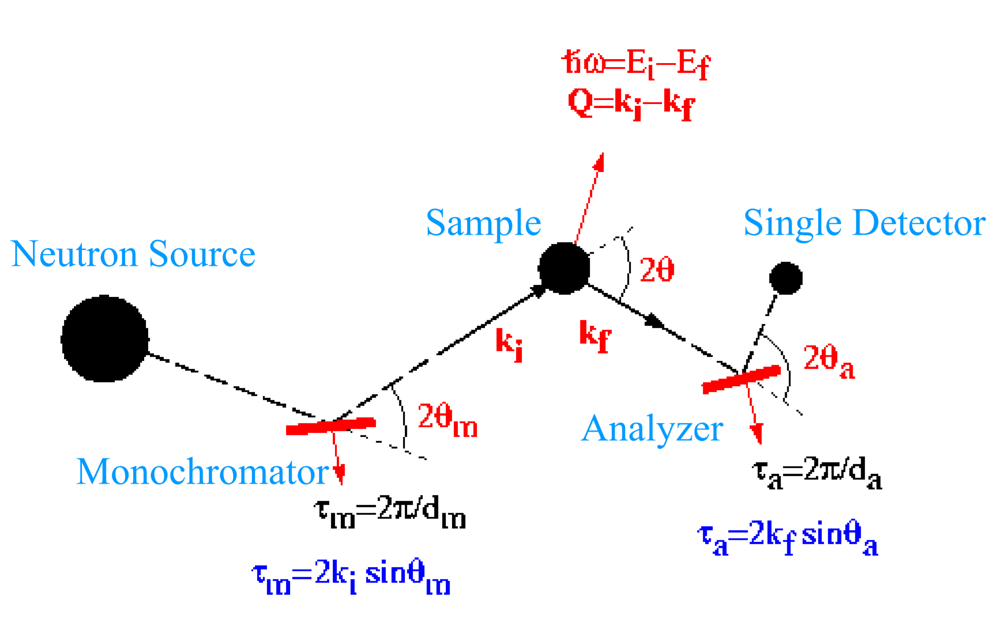 ℏω=Ei−Ef
Q=ki−kf
Sample
Single Detector
Neutron Source
2θ
ki
kf
2θa
2θm
Analyzer
Monochromator
τa=2π/da
τm=2π/dm
τa=2kf sinθa
τm=2ki sinθm